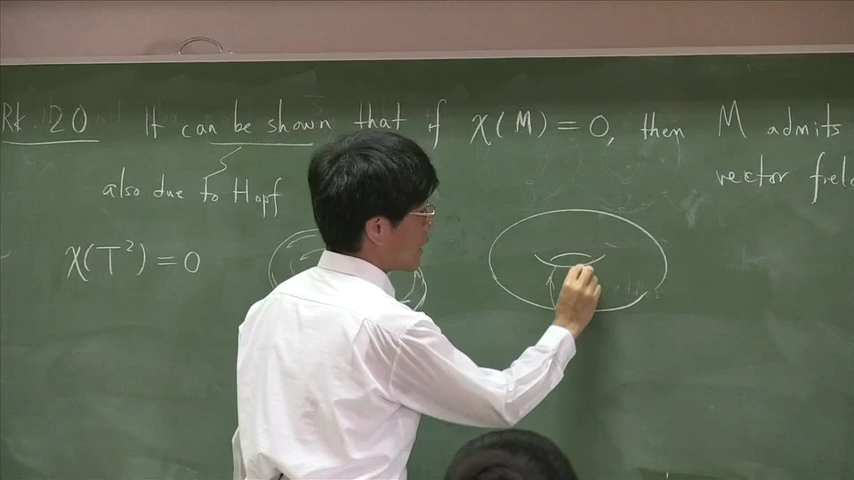 Rk 20 It can be shown that if χ(M) = 0, then M admits
also due to Hopf vector field
χ(T²) = 0